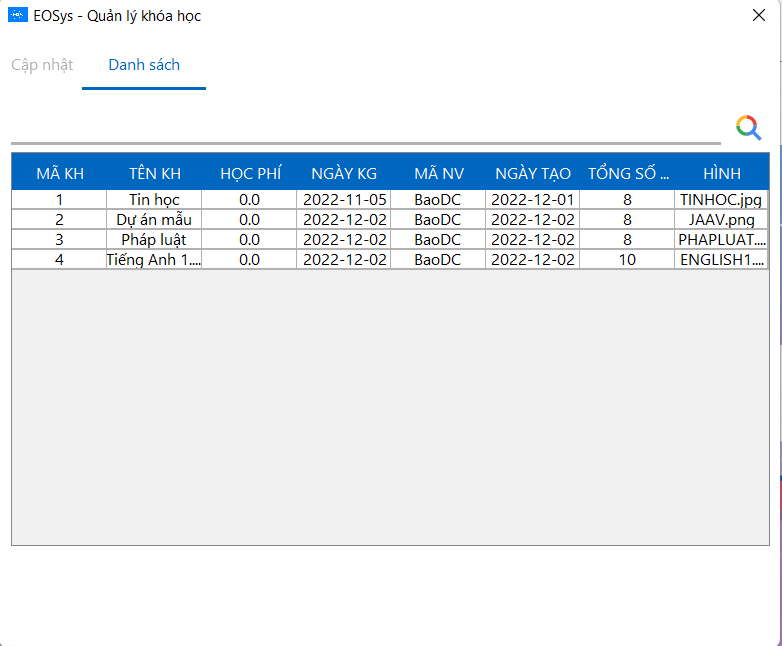 EOSys - Quản lý khóa học
Cập nhật Danh sách
MÃ KH TÊN KH HỌC PHÍ NGÀY KG MÃ NV NGÀY TẠO TỔNG SỐ ... HÌNH
1 Tin học 0.0 2022-11-05 BaoDC 2022-12-01 8 TINHOC.jpg
2 Dự án mẫu 0.0 2022-12-02 BaoDC 2022-12-02 8 JAAV.png
3 Pháp luật 0.0 2022-12-02 BaoDC 2022-12-02 8 PHAPLUAT....
4 Tiếng Anh 1.... 0.0 2022-12-02 BaoDC 2022-12-02 10 ENGLISH1....